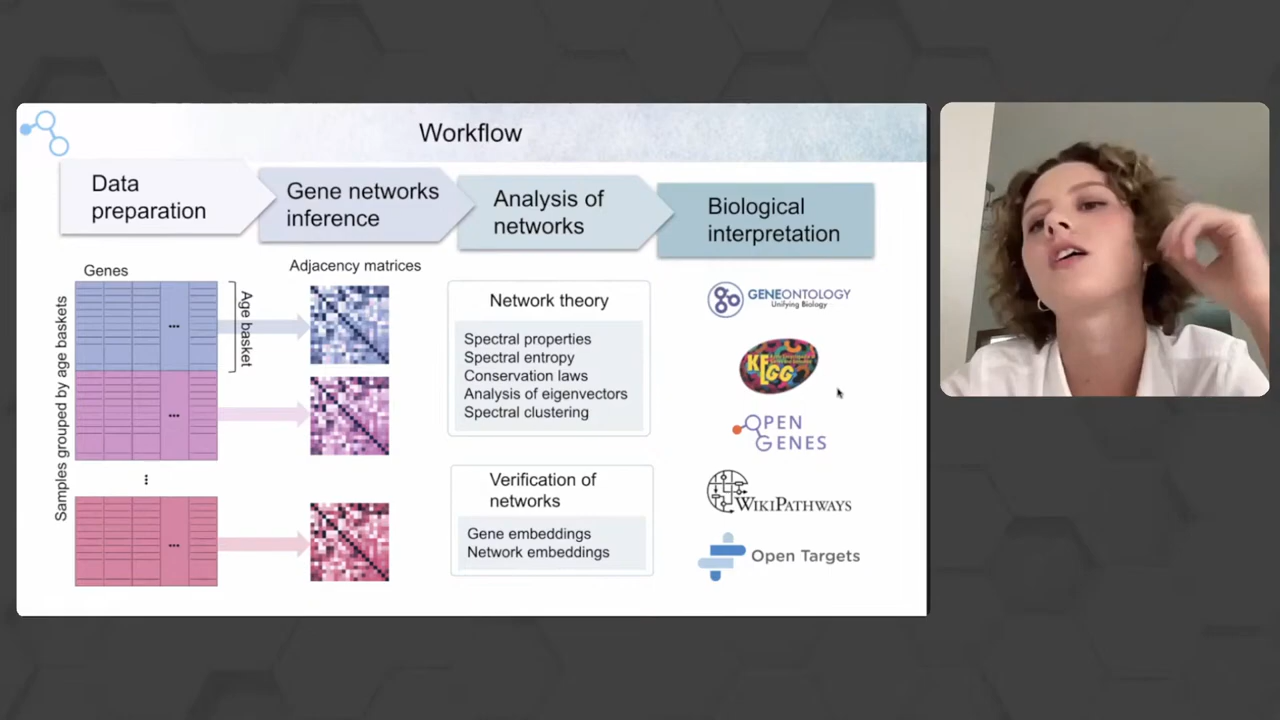 Workflow
Data
preparation
Gene networks
inference
Analysis of
networks
Biological
interpretation
Genes
Samples grouped by age baskets
Age basket
...
...
...
...
Adjacency matrices
Network theory
Spectral properties
Spectral entropy
Conservation laws
Analysis of eigenvectors
Spectral clustering
Verification of
networks
Gene embeddings
Network embeddings
GENEONTOLOGY
Unifying Biology
KEGG
OPEN
GENES
WIKIPATHWAYS
Open Targets